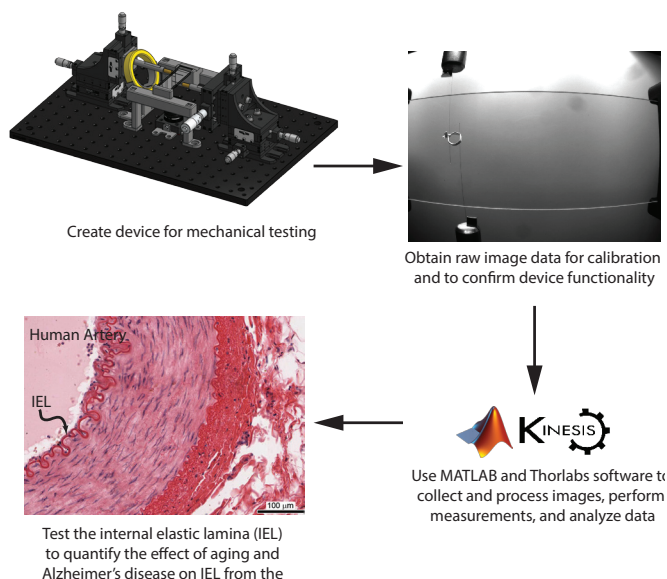 Create device for mechanical testing
Obtain raw image data for calibration
and to confirm device functionality
Human Artery
IEL
100 µm
KINESIS
Use MATLAB and Thorlabs software to
collect and process images, perform
measurements, and analyze data
Test the internal elastic lamina (IEL)
to quantify the effect of aging and
Alzheimer's disease on IEL from the